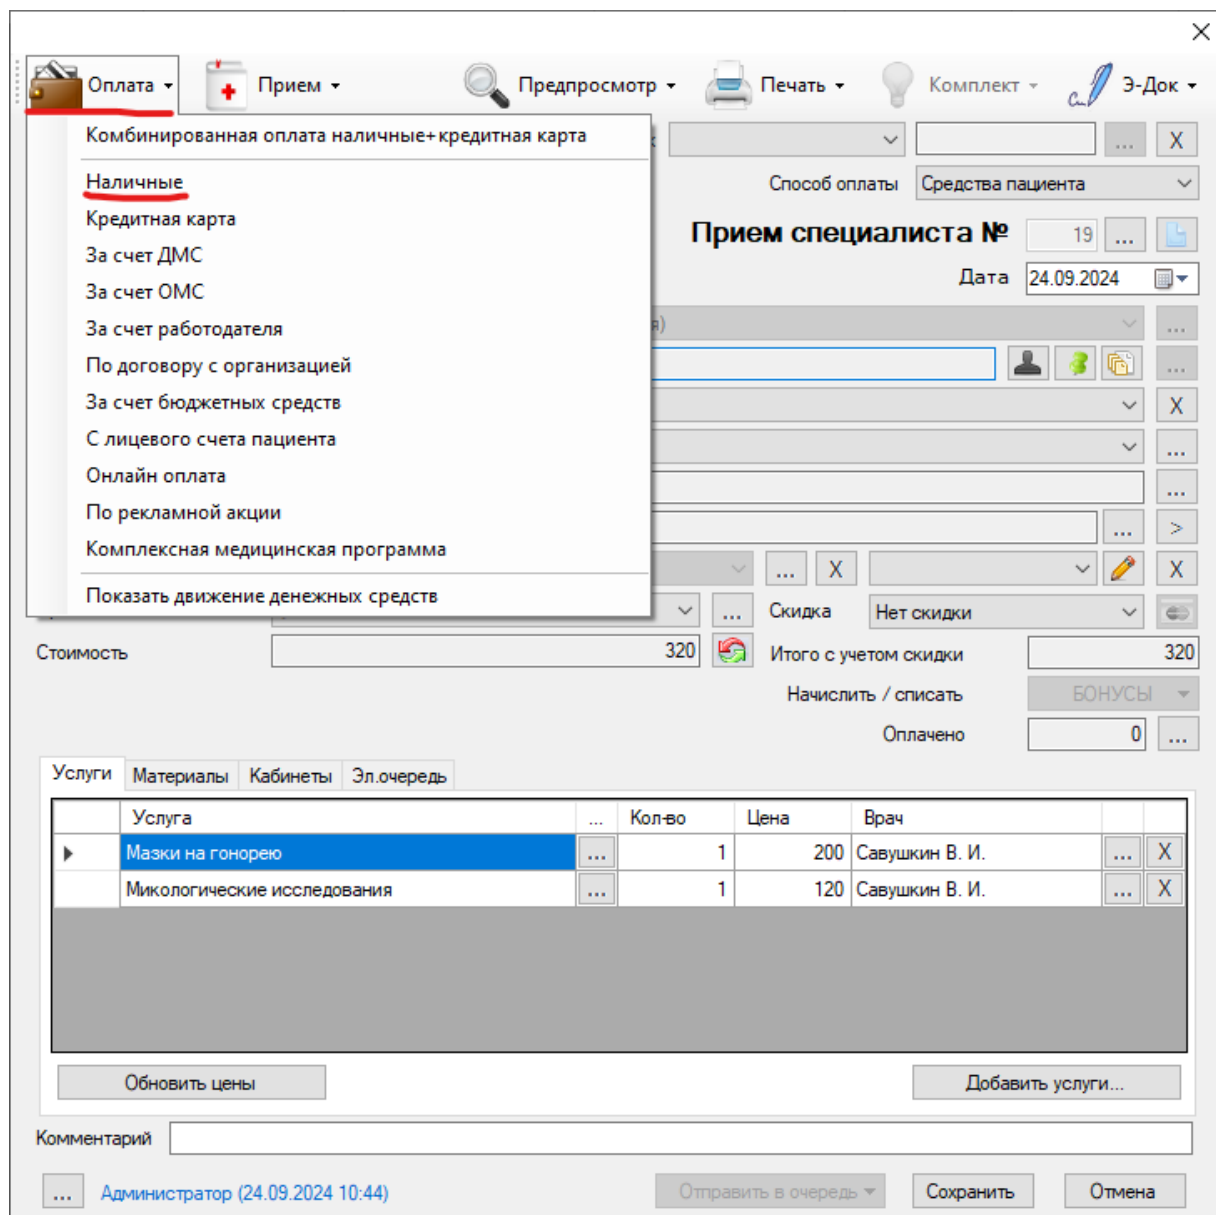 Оплата Прием Предпросмотр Печать Комплект Э-Док
Комбинированная оплата наличные+кредитная карта
... X
Наличные
Способ оплаты Средства пациента
Кредитная карта
Прием специалиста № 19 ...
За счет ДМС
Дата 24.09.2024
За счет ОМС
За счет работодателя
...
По договору с организацией
...
За счет бюджетных средств
X
С лицевого счета пациента
...
Онлайн оплата
...
По рекламной акции
... >
Комплексная медицинская программа
... X X
Показать движение денежных средств
... Скидка Нет скидки
Стоимость 320 Итого с учетом скидки 320
Начислить / списать БОНУСЫ
Оплачено 0 ...
Услуги Материалы Кабинеты Эл.очередь
Услуга ... Кол-во Цена Врач
Мазки на гонорею ... 1 200 Савушкин В. И. ... X
Микологические исследования ... 1 120 Савушкин В. И. ... X
Обновить цены Добавить услуги...
Комментарий
... Администратор (24.09.2024 10:44) Отправить в очередь Сохранить Отмена